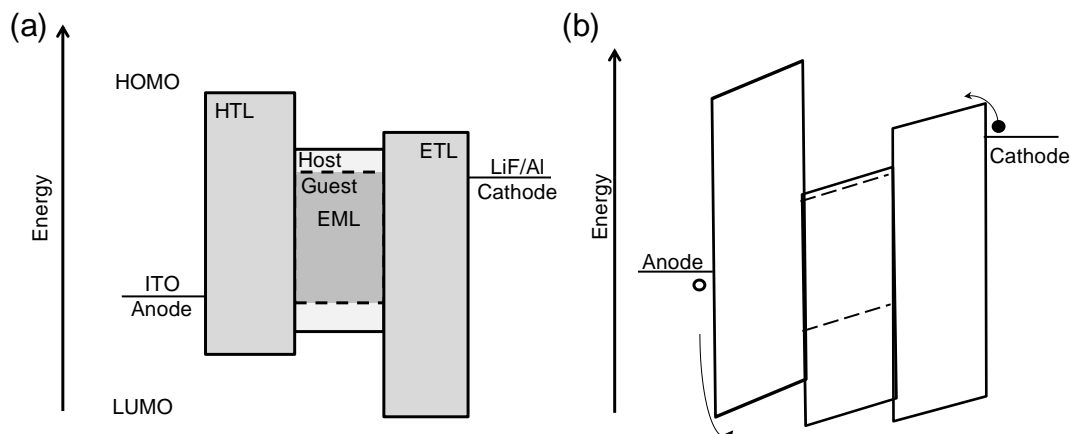 (a)
HOMO
HTL
Host
ETL
Guest
LiF/Al
Cathode
EML
Energy
ITO
Anode
LUMO
(b)
Cathode
Energy
Anode